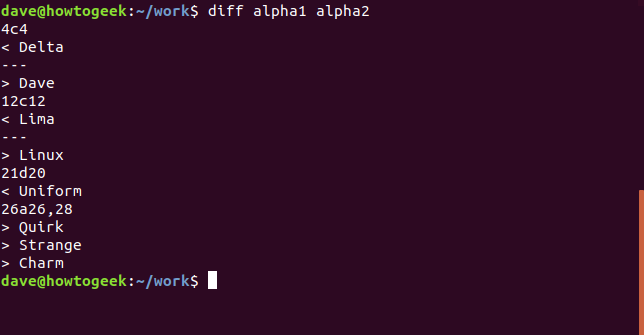 dave@howtogeek:~/work$ diff alpha1 alpha2
4c4
< Delta
---
> Dave
12c12
< Lima
---
> Linux
21d20
< Uniform
26a26,28
> Quirk
> Strange
> Charm
dave@howtogeek:~/work$